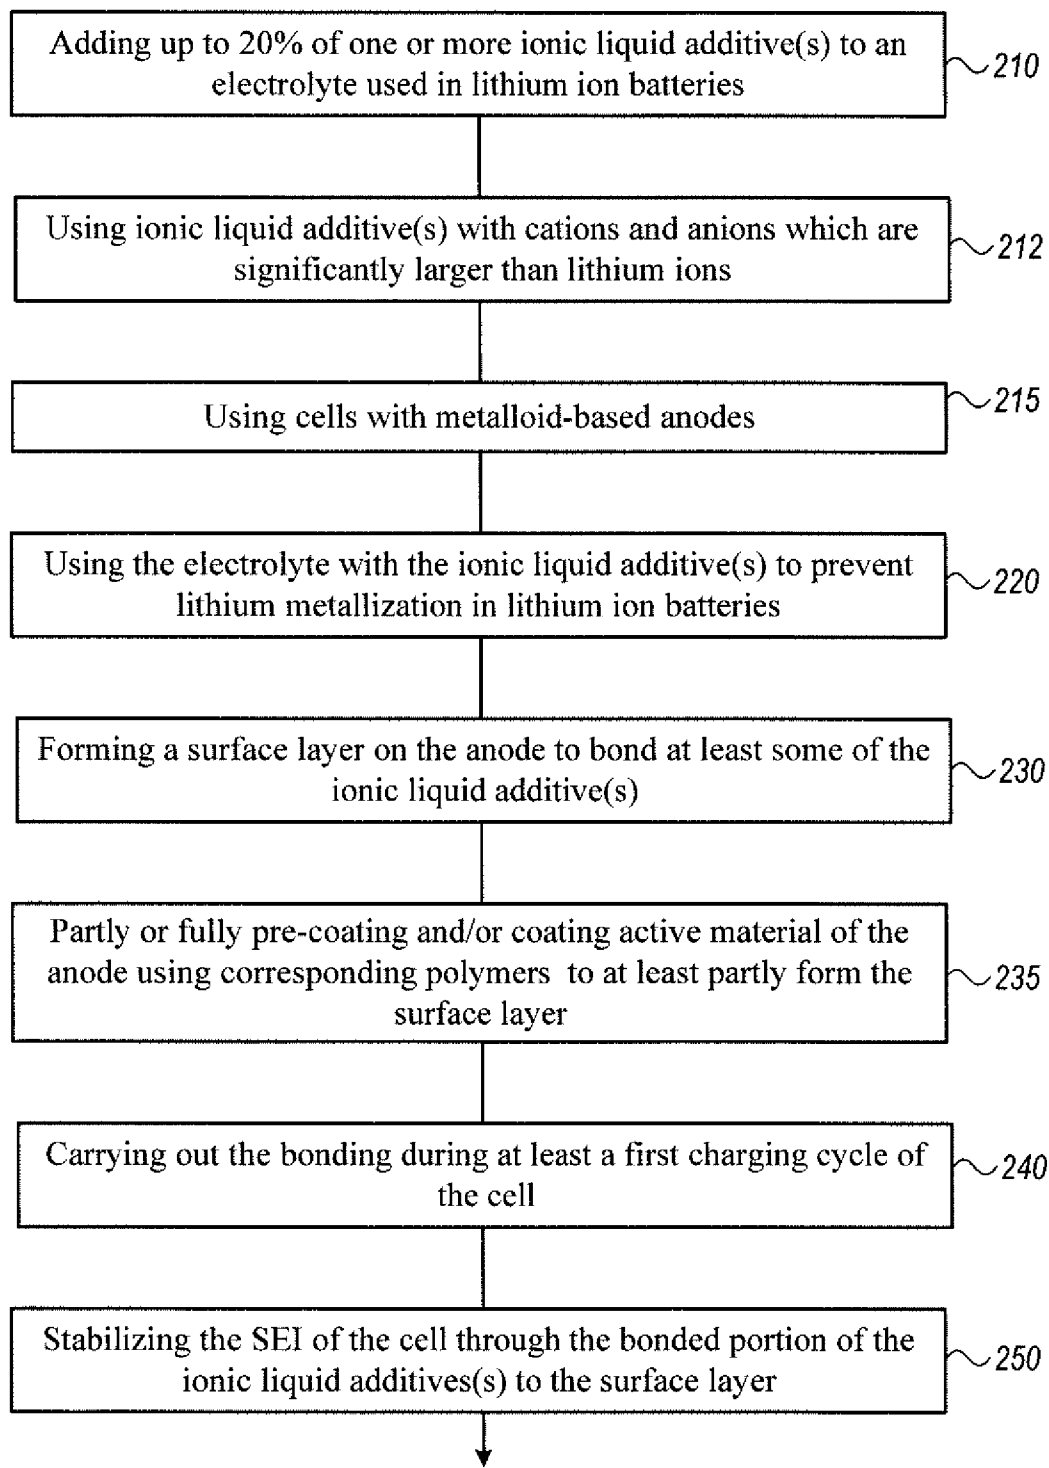 Adding up to 20% of one or more ionic liquid additive(s) to an
electrolyte used in lithium ion batteries
210
Using ionic liquid additive(s) with cations and anions which are
significantly larger than lithium ions
212
Using cells with metalloid-based anodes
215
Using the electrolyte with the ionic liquid additive(s) to prevent
lithium metallization in lithium ion batteries
220
Forming a surface layer on the anode to bond at least some of the
ionic liquid additive(s)
230
Partly or fully pre-coating and/or coating active material of the
anode using corresponding polymers to at least partly form the
surface layer
235
Carrying out the bonding during at least a first charging cycle of
the cell
240
Stabilizing the SEI of the cell through the bonded portion of the
ionic liquid additives(s) to the surface layer
250